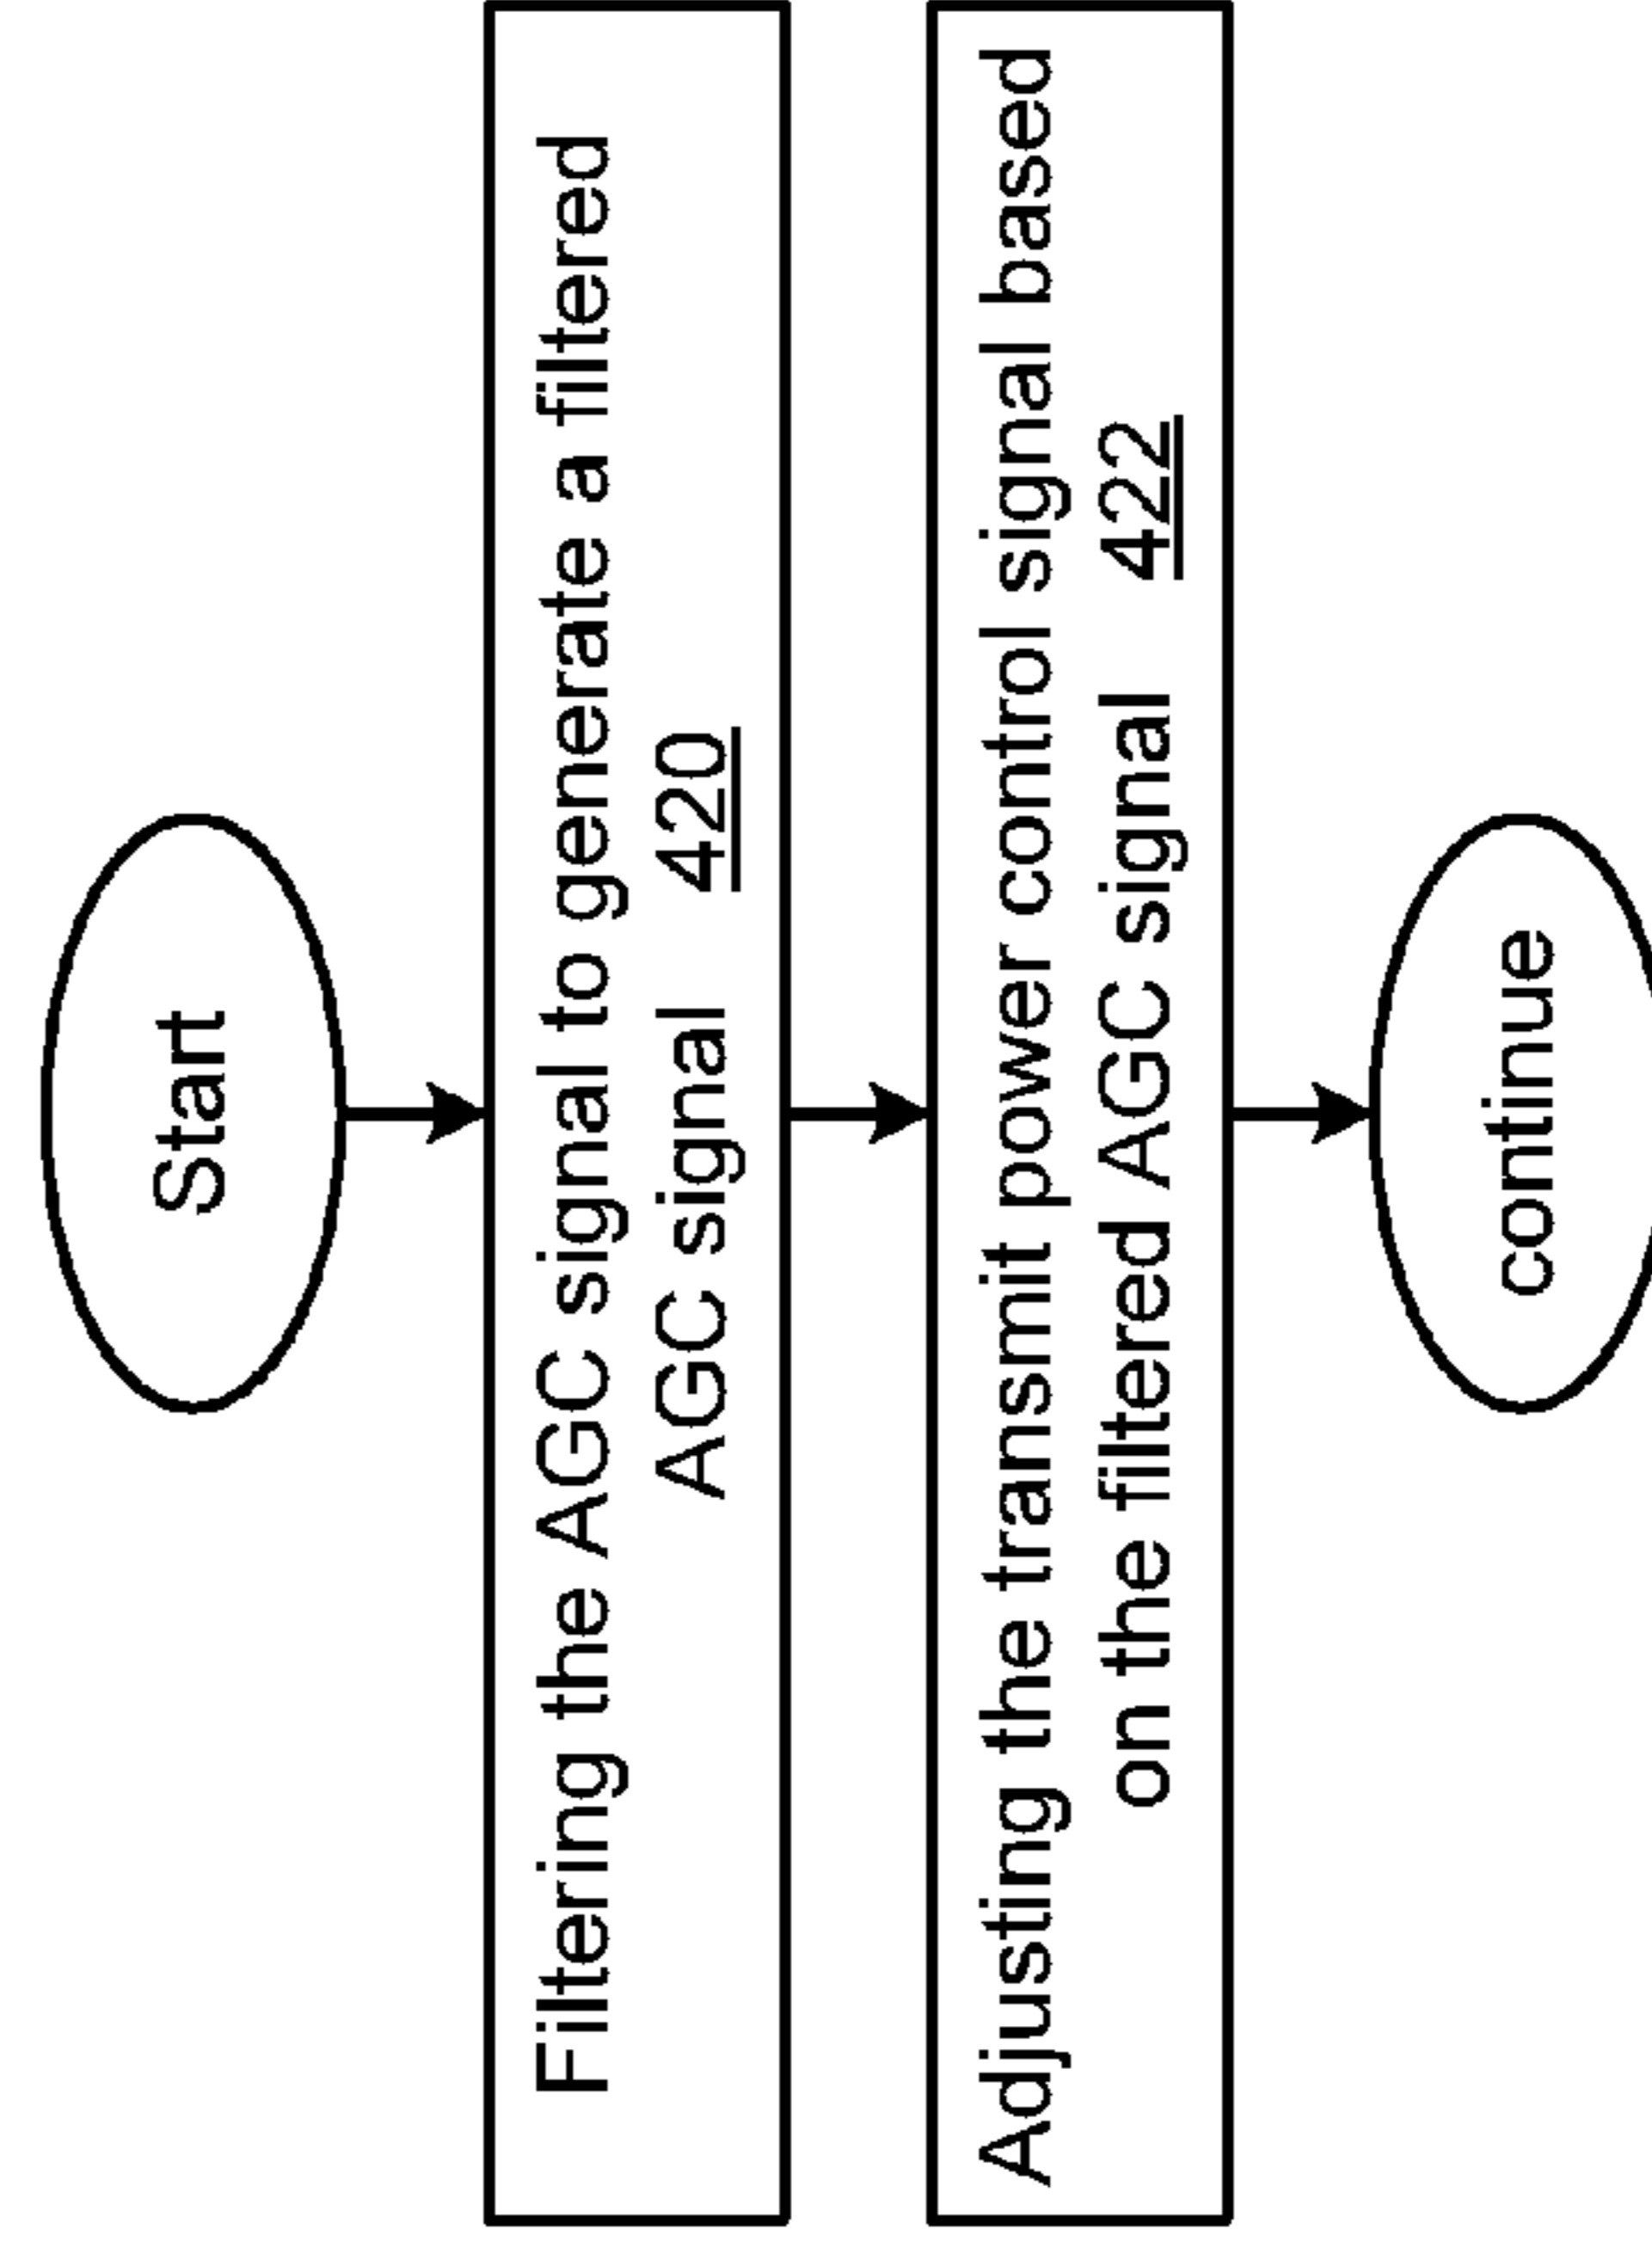 Start
Filtering the AGC signal to generate a filtered
AGC signal 420
Adjusting the transmit power control signal based
on the filtered AGC signal 422
continue